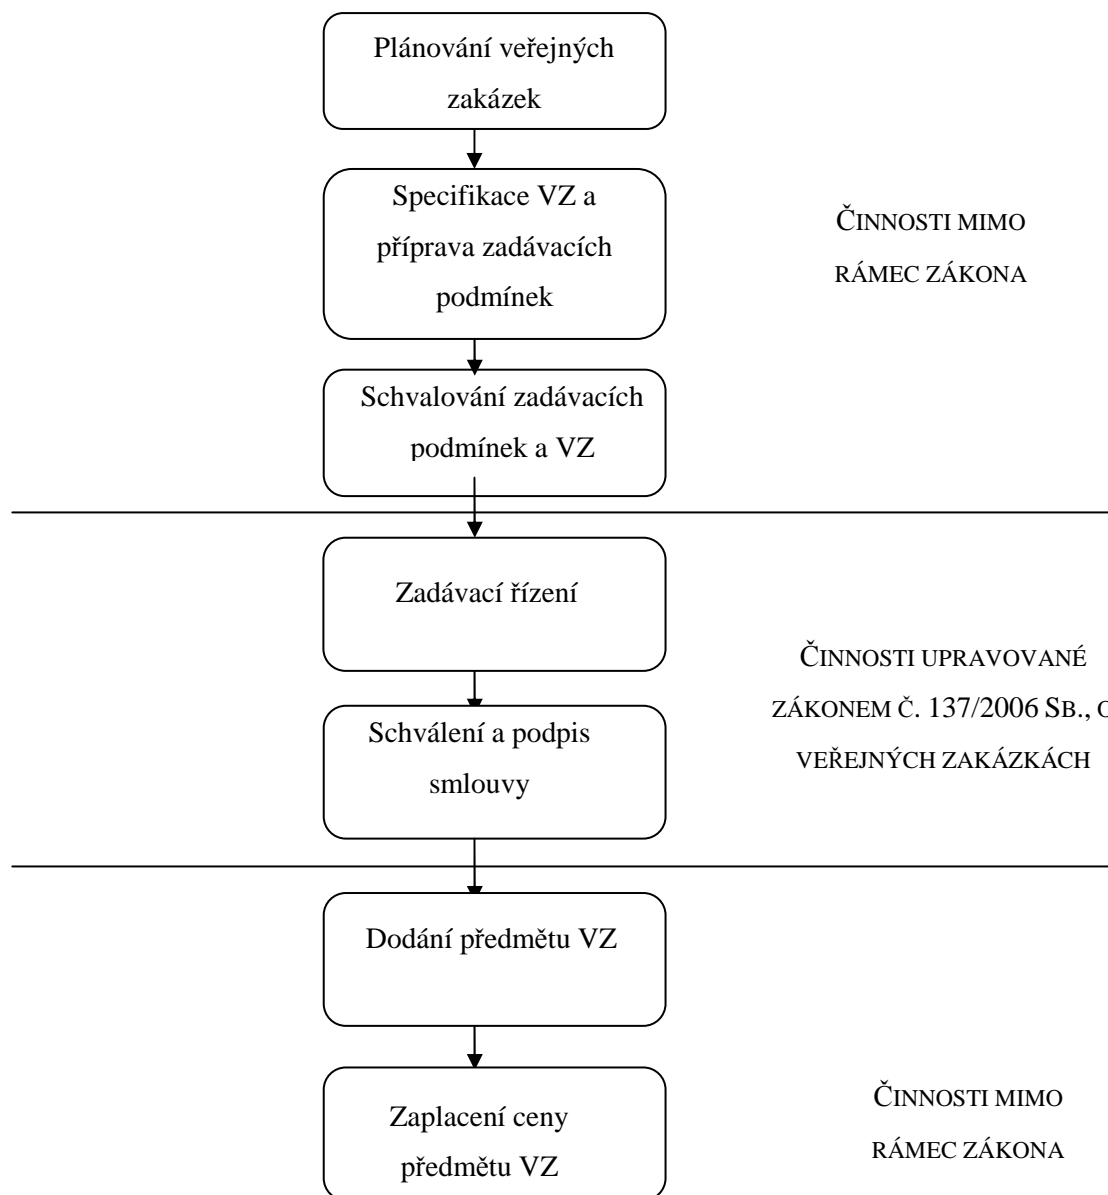 Plánování veřejných
zakázek
Specifikace VZ a
příprava zadávacích
podmínek
ČINNOSTI MIMO
RÁMEC ZÁKONA
Schvalování zadávacích
podmínek a VZ
Zadávací řízení
ČINNOSTI UPRAVOVANÉ
ZÁKONEM Č. 137/2006 SB., O
VEŘEJNÝCH ZAKÁZKÁCH
Schválení a podpis
smlouvy
Dodání předmětu VZ
Zaplacení ceny
předmětu VZ
ČINNOSTI MIMO
RÁMEC ZÁKONA